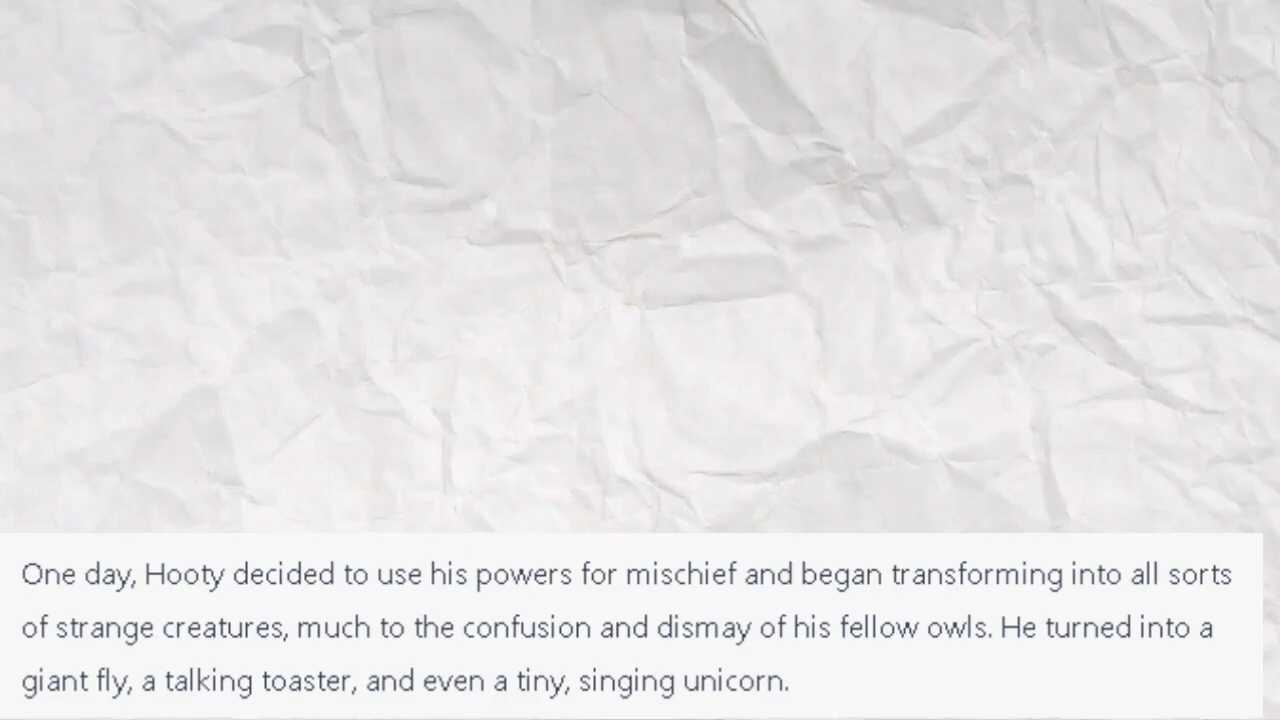 One day, Hooty decided to use his powers for mischief and began transforming into all sorts
of strange creatures, much to the confusion and dismay of his fellow owls. He turned into a
giant fly, a talking toaster, and even a tiny, singing unicorn.